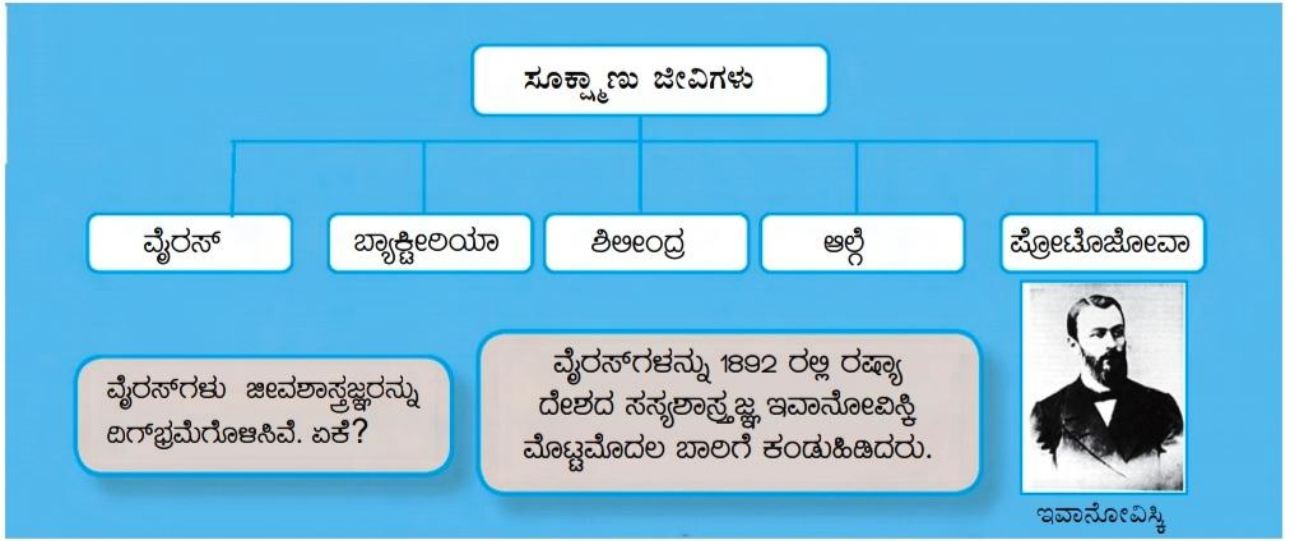 ಸೂಕ್ಷ್ಮಾಣು ಜೀವಿಗಳು
ವೈರಸ್
ಬ್ಯಾಕ್ಟೀರಿಯಾ
ಶಿಲೀಂದ್ರ
ಆಲ್ಗೆ
ಪ್ರೋಟೊಜೋವಾ
ವೈರಸ್‌ಗಳು ಜೀವಶಾಸ್ತ್ರಜ್ಞರನ್ನು
ದಿಗ್‌ಭ್ರಮೆಗೊಳಿಸಿವೆ. ಏಕೆ?
ವೈರಸ್‌ಗಳನ್ನು 1892 ರಲ್ಲಿ ರಷ್ಯಾ
ದೇಶದ ಸಸ್ಯಶಾಸ್ತ್ರಜ್ಞ ಇವಾನೋವಿಸ್ಕಿ
ಮೊಟ್ಟಮೊದಲ ಬಾರಿಗೆ ಕಂಡುಹಿಡಿದರು.
ಇವಾನೋವಿಸ್ಕಿ